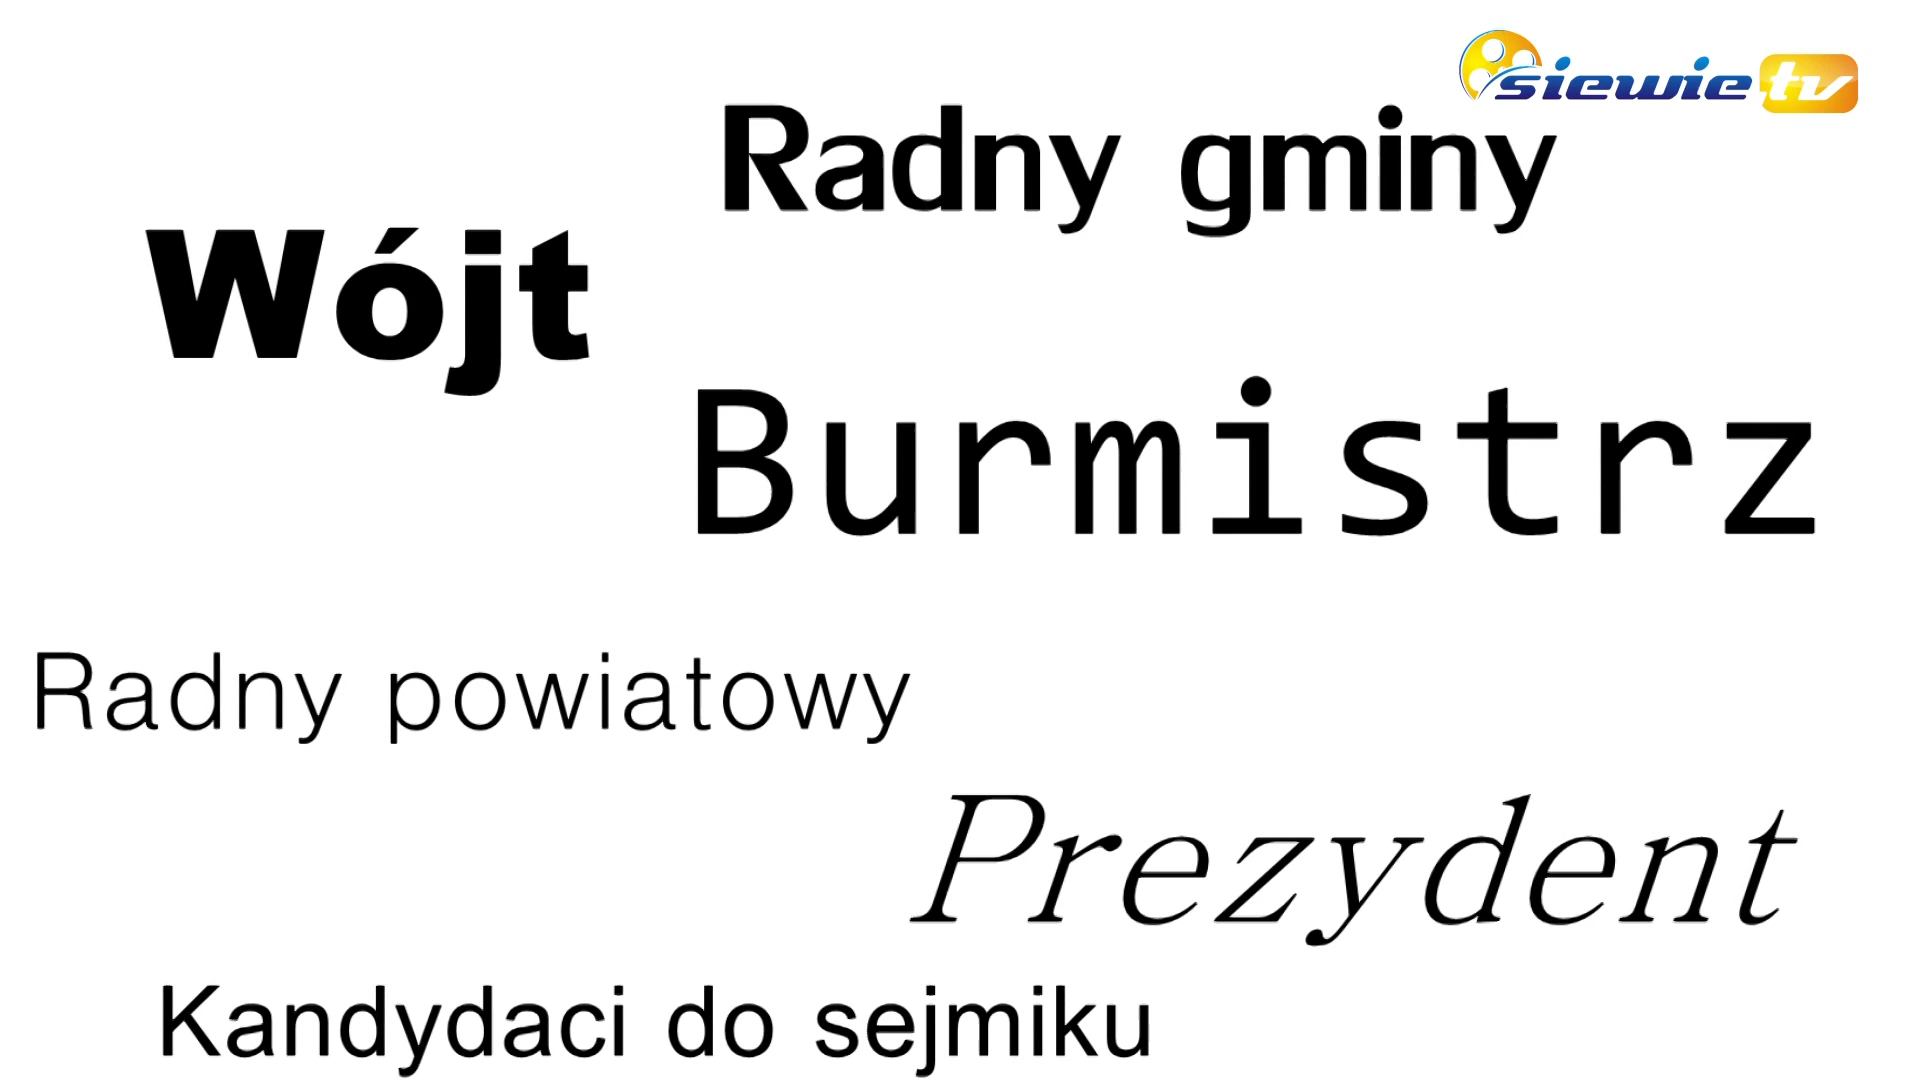 siewie tv
Radny gminy
Wójt
Burmistrz
Radny powiatowy
Prezydent
Kandydaci do sejmiku